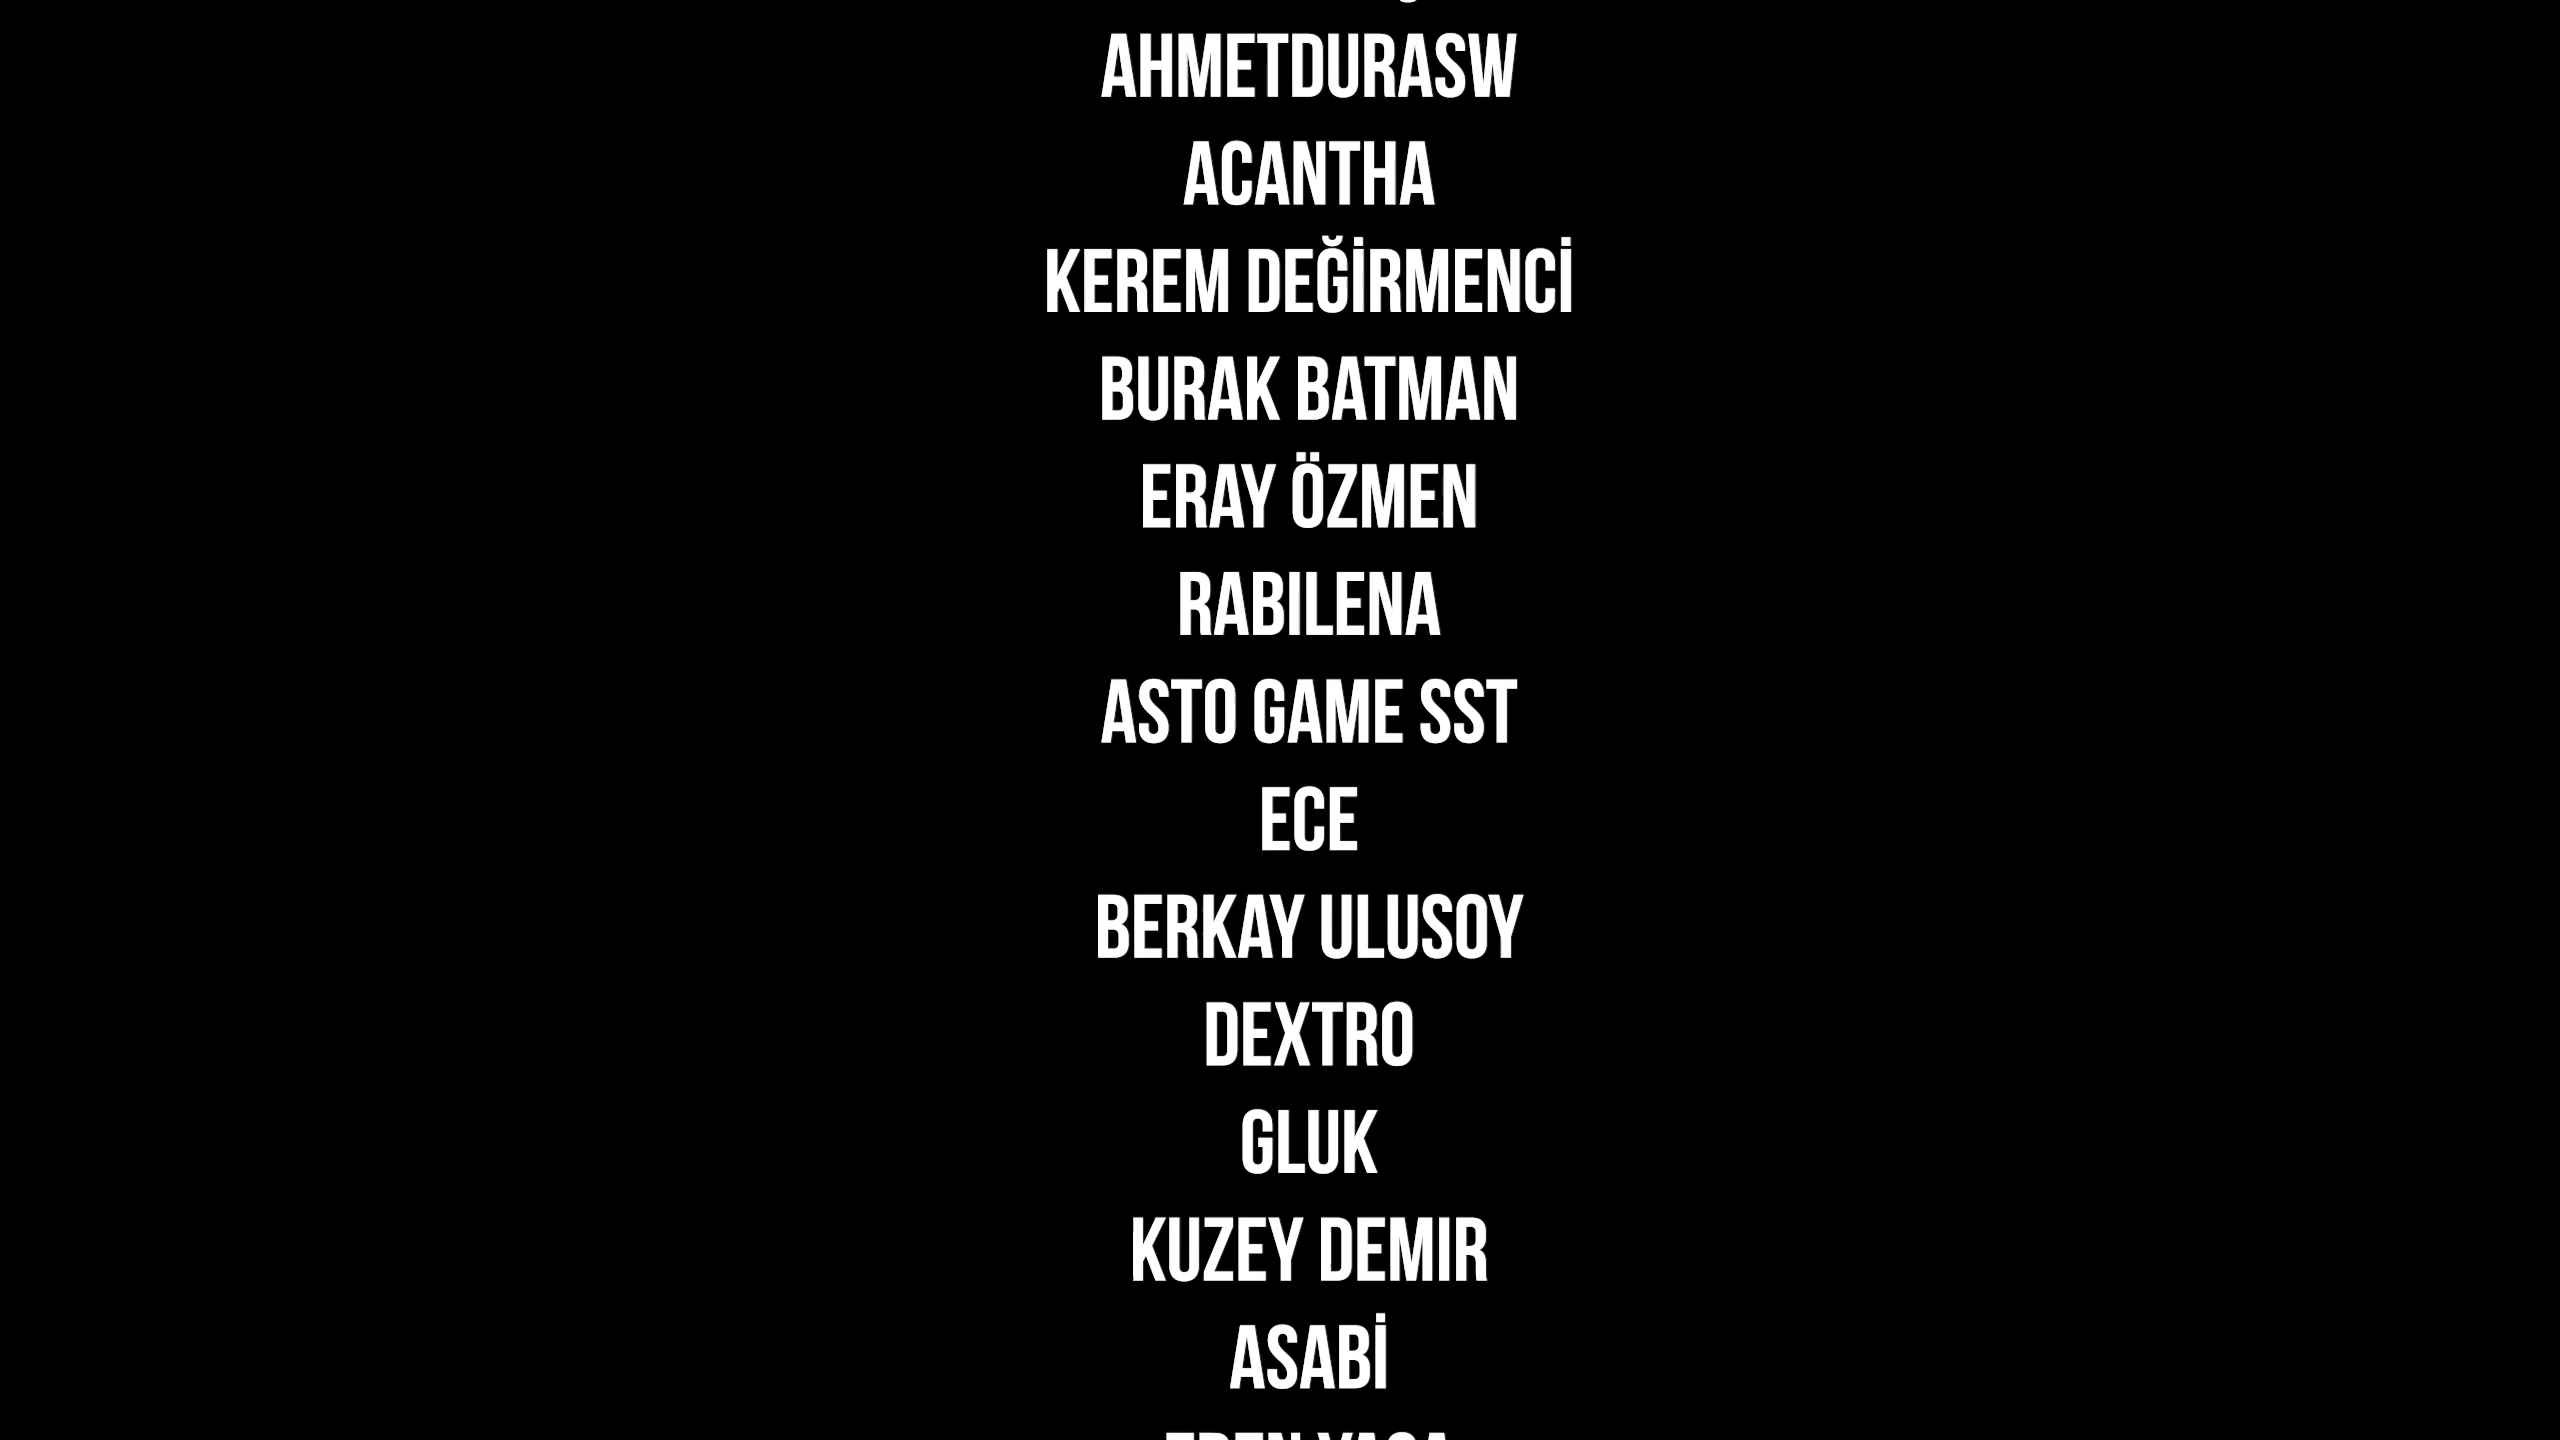 AHMETDURASW
ACANTHA
KEREM DEĞİRMENCİ
BURAK BATMAN
ERAY ÖZMEN
RABILENA
ASTO GAME SST
ECE
BERKAY ULUSOY
DEXTRO
GLUK
KUZEY DEMIR
ASABİ